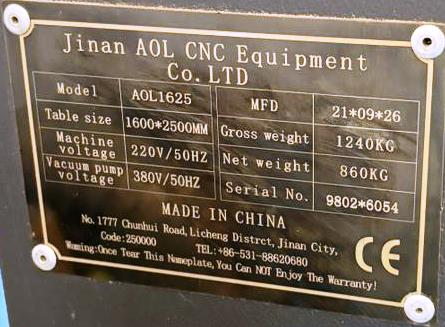 Jinan AOL CNC Equipment
Co. LTD
Model AOL1625 MFD 21*09*26
Table size 1600*2500MM Gross weight 1240KG
Machine voltage 220V/50HZ Net weight 860KG
Vacuum pump voltage 380V/50HZ Serial No. 9802*6054
MADE IN CHINA
No. 1777 Chunhui Road, Licheng Distrct, Jinan City,
Code:250000 TEL:+86-531-88620680
Warning:Once Tear This Nameplate, You Can NOT Enjoy The Warranty!
CE